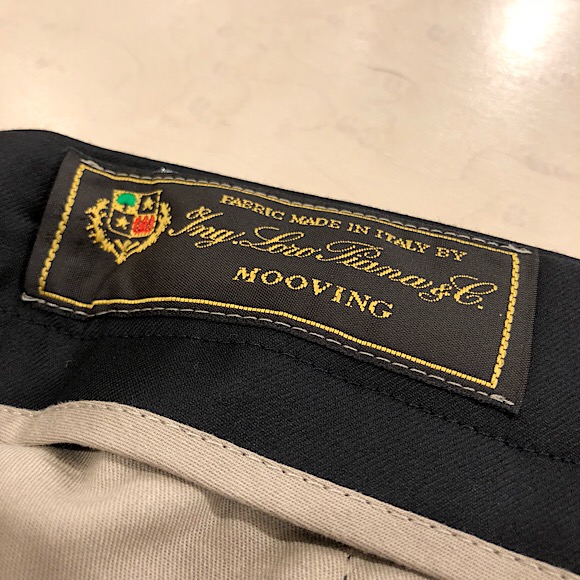 FABRIC MADE IN ITALY BY
Ing. Loro Piana & C.
MOOVING